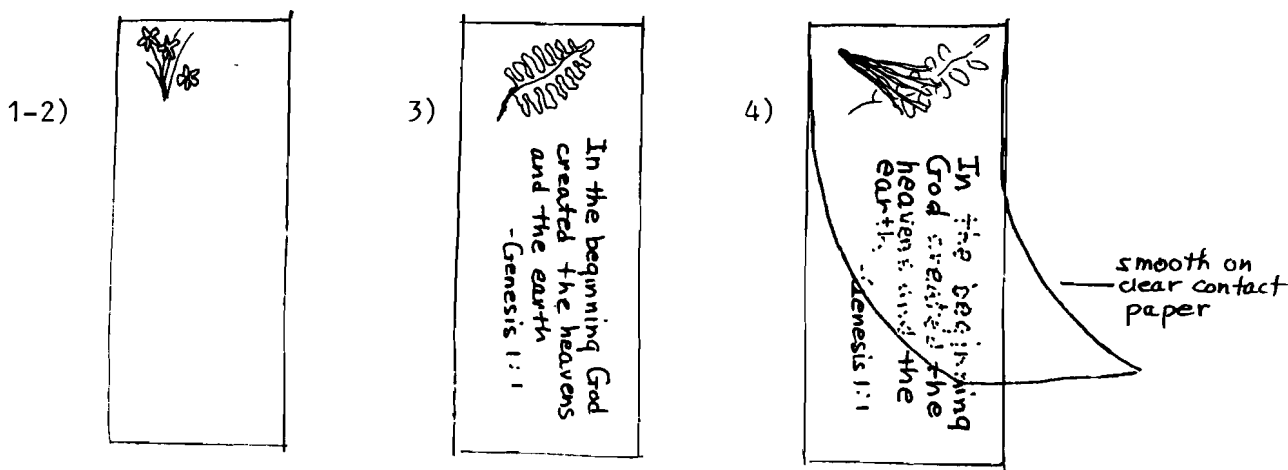 1-2)
3)
In the beginning God
created the heavens
and the earth
-Genesis 1:1
4)
In the beginning
God created the
heavens and the
earth.
-Genesis 1:1
smooth on
clear contact
paper